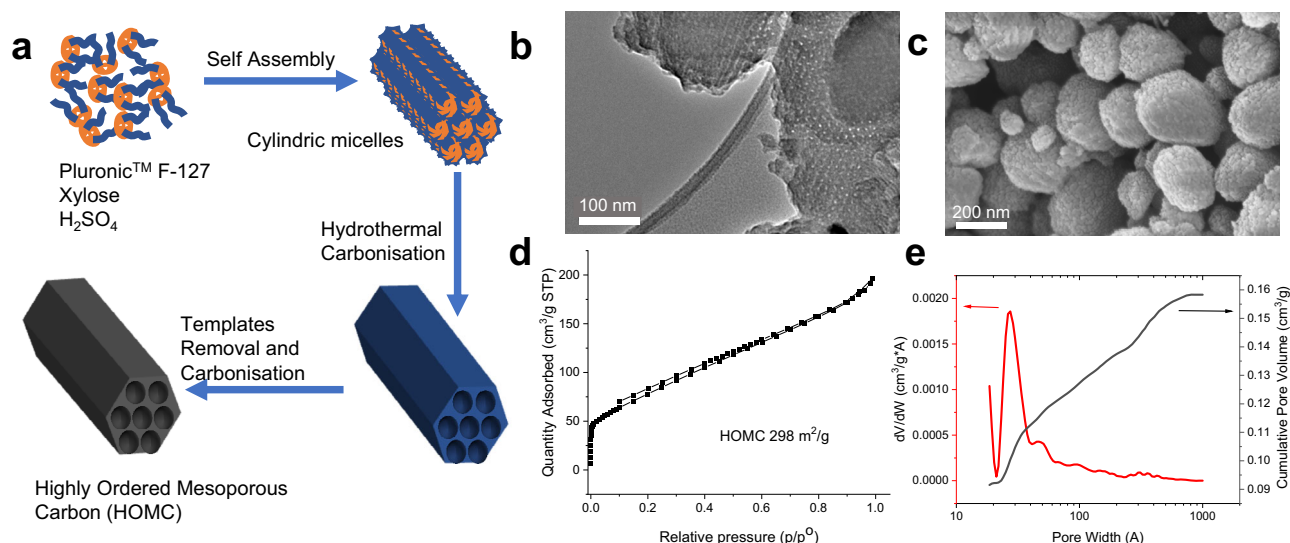 a
Self Assembly
Cylindric micelles
Pluronic™ F-127
Xylose
H₂SO₄
Hydrothermal
Carbonisation
Templates
Removal and
Carbonisation
Highly Ordered Mesoporous
Carbon (HOMC)
b
100 nm
c
200 nm
d
Quantity Adsorbed (cm³/g STP)
200
150
100
50
0
HOMC 298 m²/g
0.0 0.2 0.4 0.6 0.8 1.0
Relative pressure (p/p⁰)
e
dV/dW (cm³/g*A)
0.0020
0.0015
0.0010
0.0005
0.0000
0.16
0.15
0.14
0.13
0.12
0.11
0.10
0.09
Cumulative Pore Volume (cm³/g)
10 100 1000
Pore Width (A)